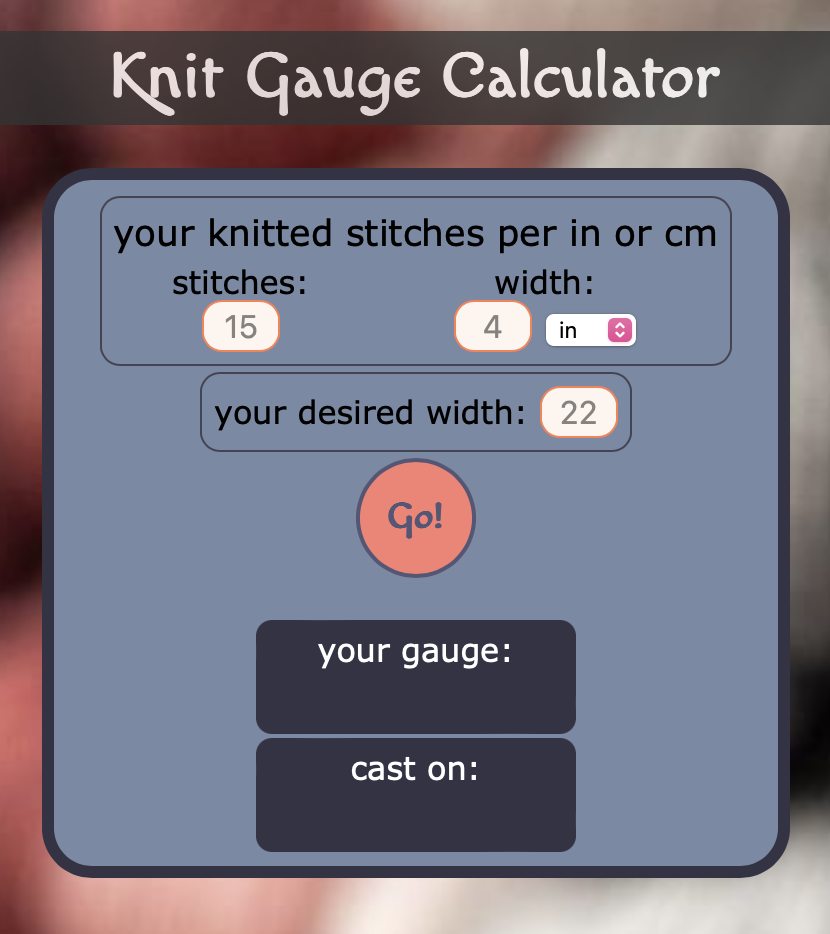 Knit Gauge Calculator
your knitted stitches per in or cm
stitches: width:
15 4 in
your desired width: 22
Go!
your gauge:
cast on: